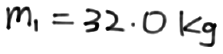 m₁ = 32.0 kg